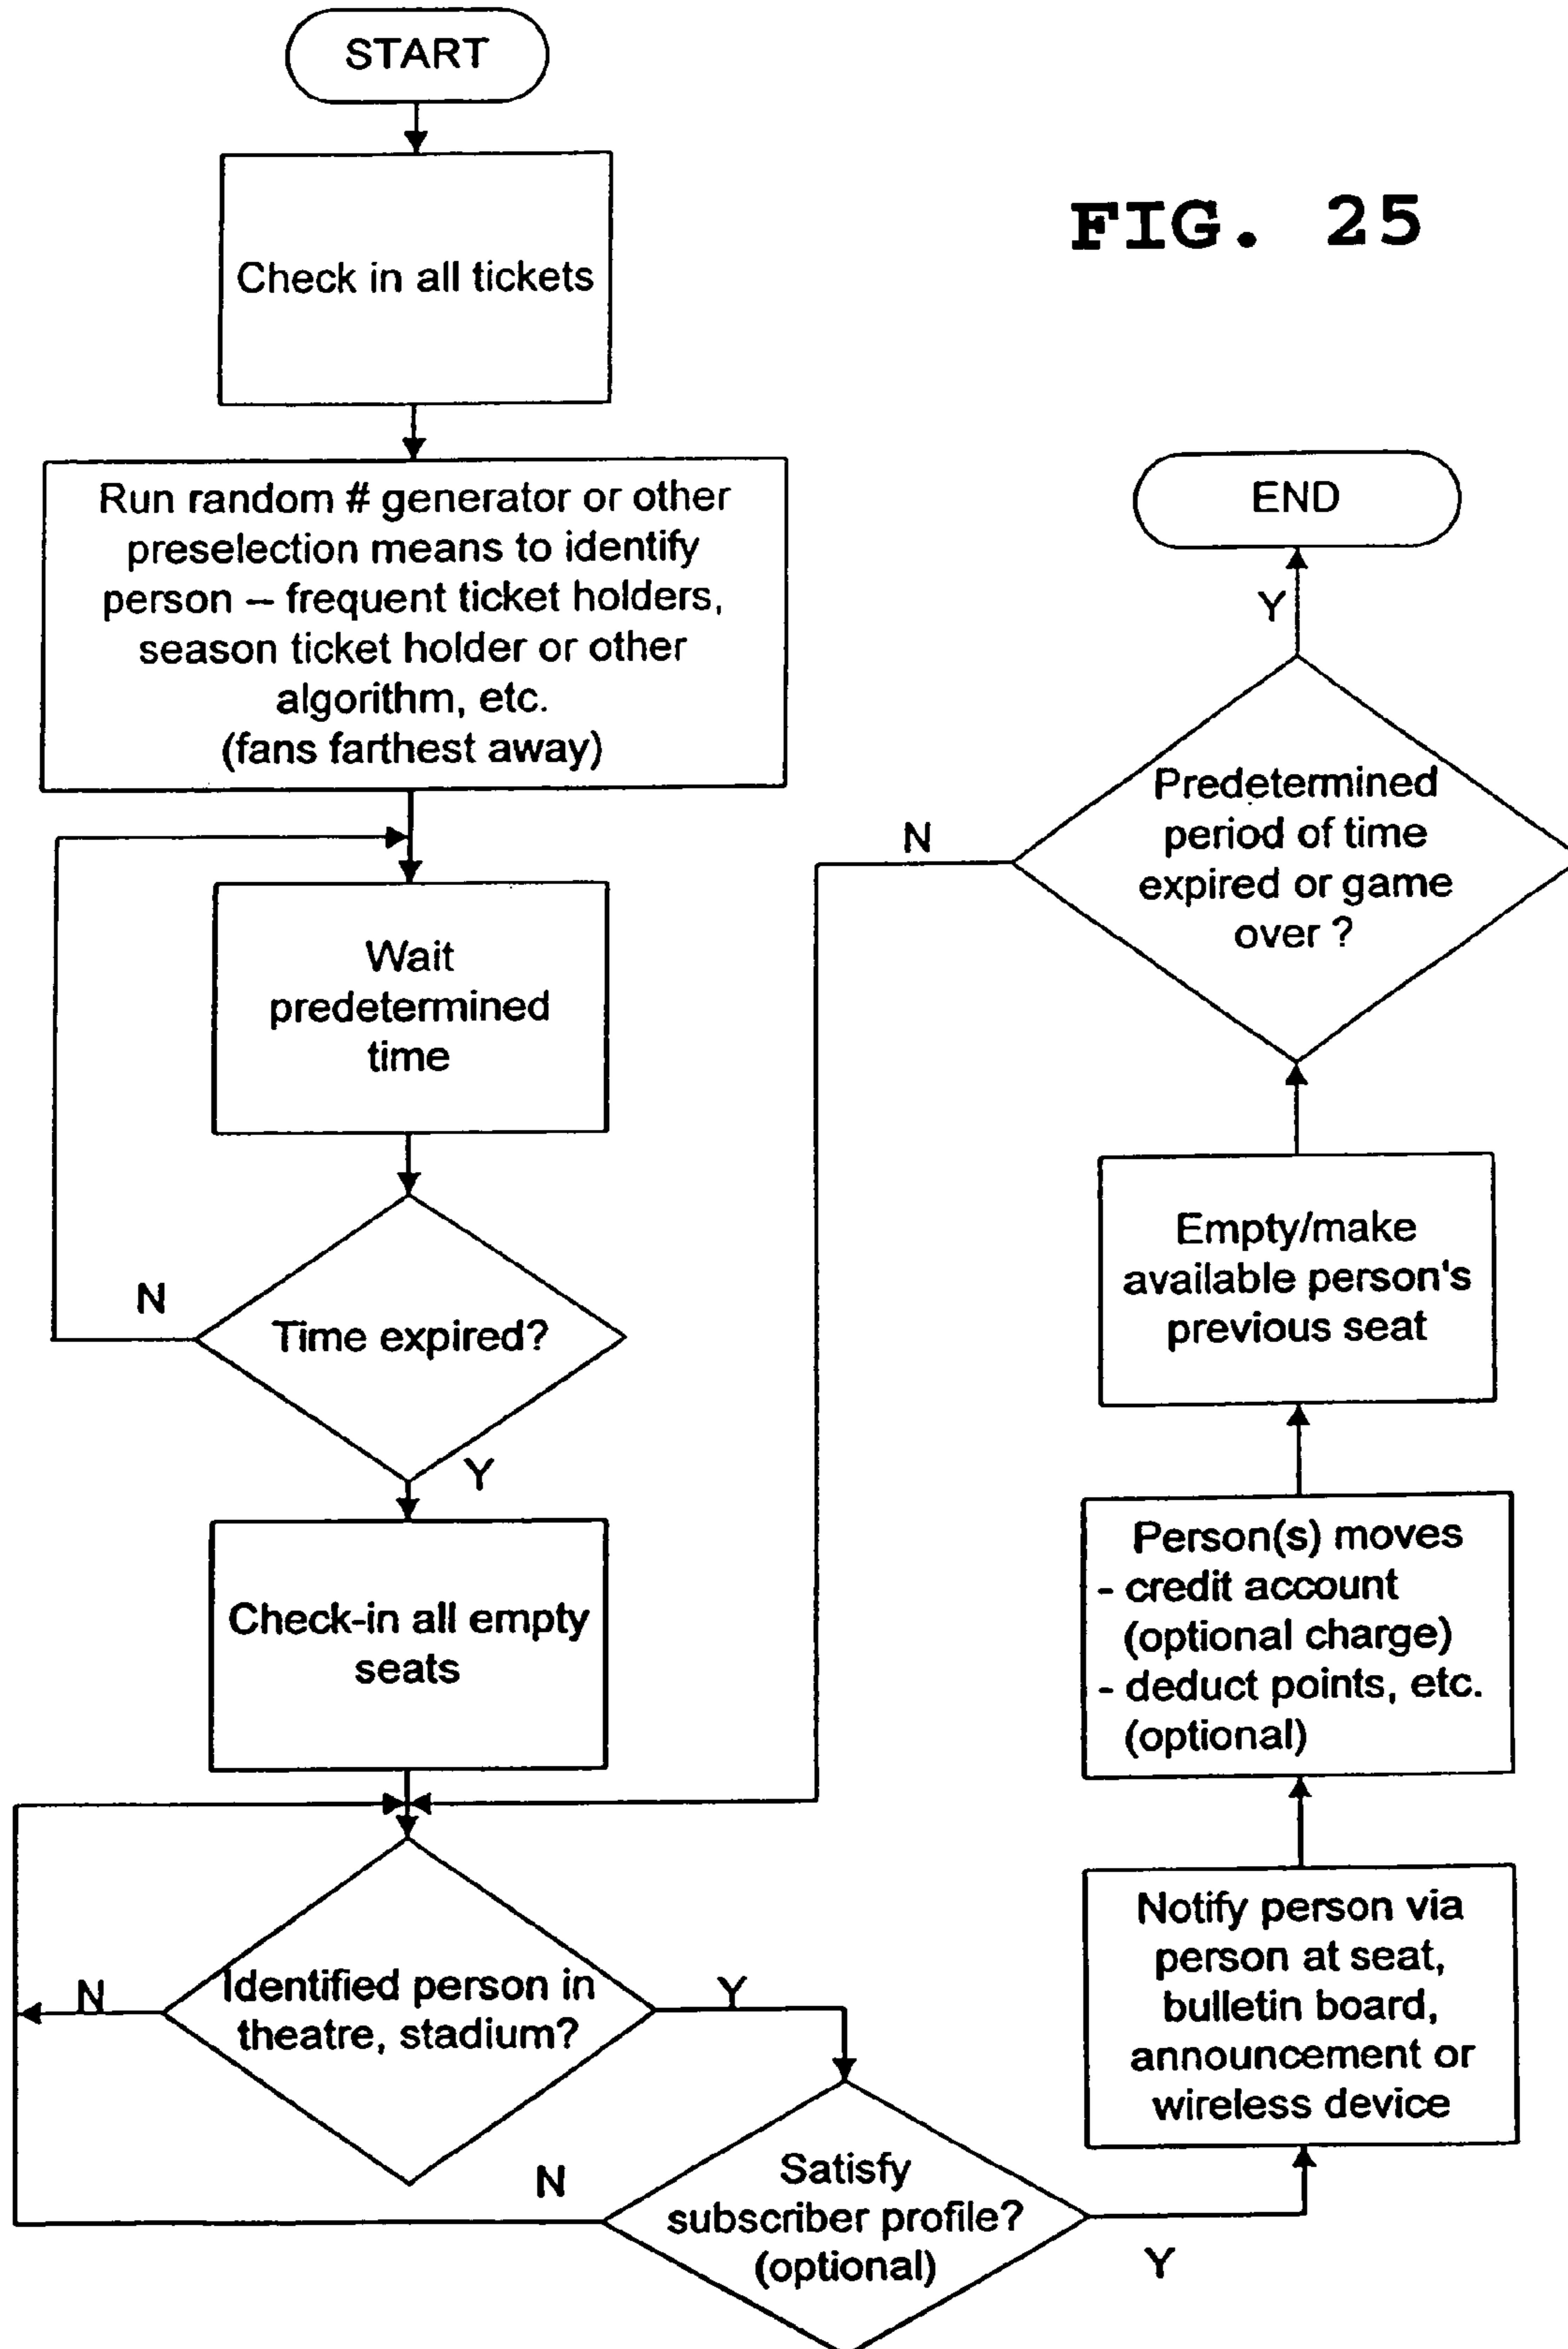 START
FIG. 25
Check in all tickets
Run random # generator or other
preselection means to identify
person – frequent ticket holders,
season ticket holder or other
algorithm, etc.
(fans farthest away)
Wait
predetermined
time
Time expired?
N
Y
Check-in all empty
seats
Identified person in
theatre, stadium?
N
Y
Satisfy
subscriber profile?
(optional)
N
Y
Notify person via
person at seat,
bulletin board,
announcement or
wireless device
Person(s) moves
- credit account
(optional charge)
- deduct points, etc.
(optional)
Empty/make
available person's
previous seat
Predetermined
period of time
expired or game
over ?
N
Y
END